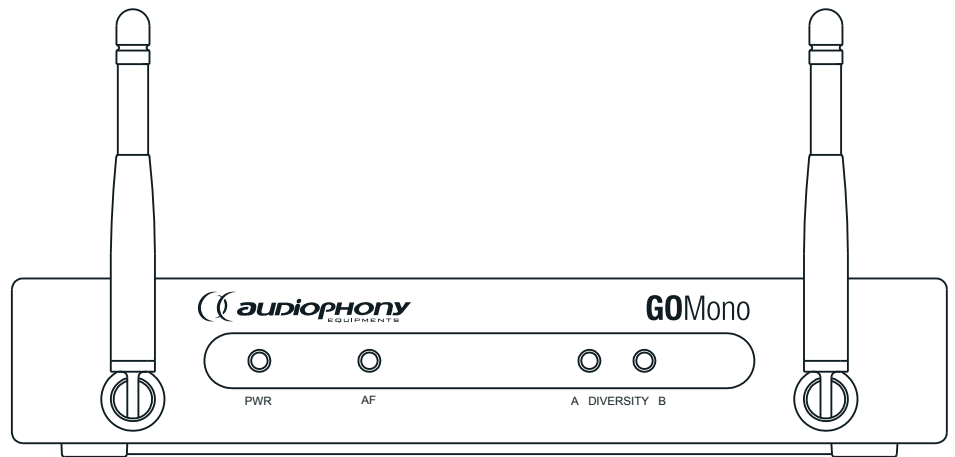 auDiOPHOny
EQUIPMENTS
GOMono
PWR AF A DIVERSITY B